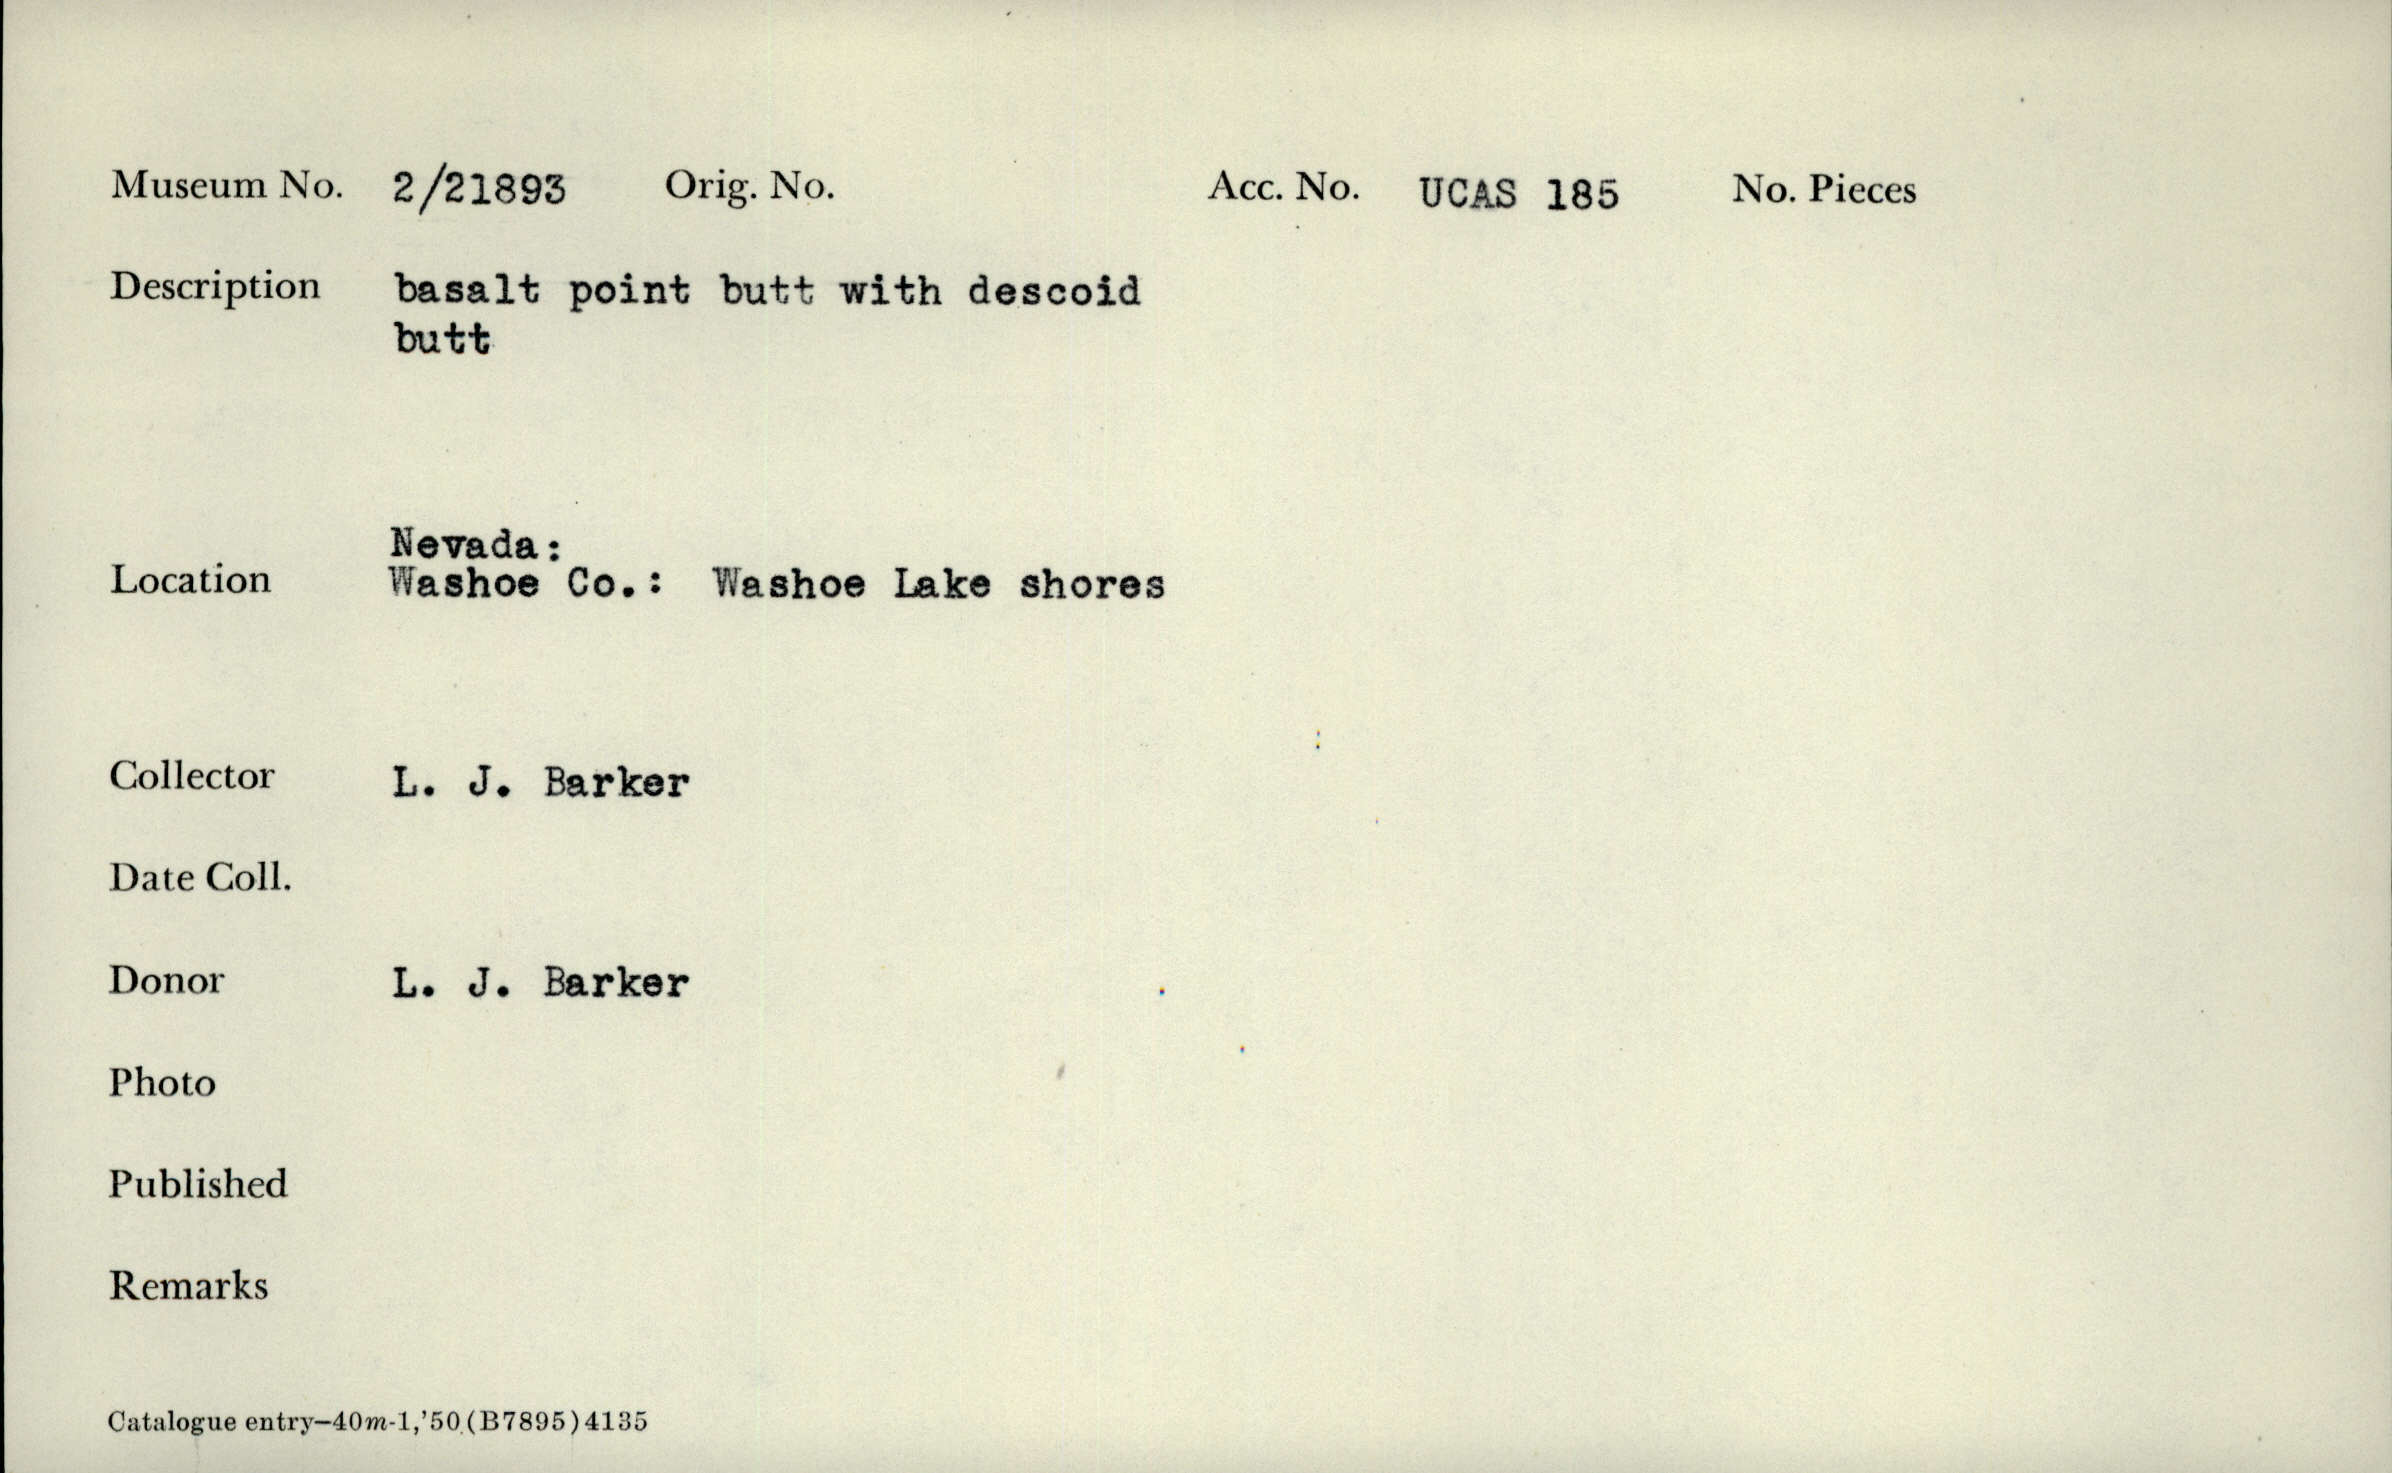 Museum No. 2/21893 Orig. No. Acc. No. UCAS 185 No. Pieces
Description basalt point butt with descoid
butt
Nevada:
Location Washoe Co.: Washoe Lake shores
Collector L. J. Barker
Date Coll.
Donor L. J. Barker
Photo
Published
Remarks
Catalogue entry—40m-1,'50(B7895)4135